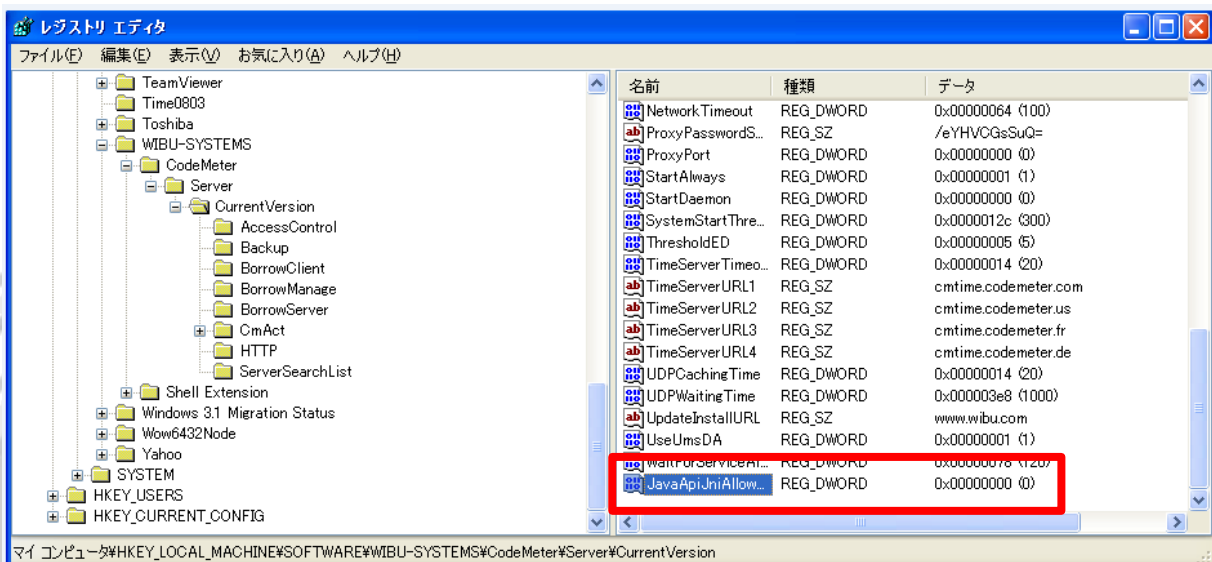 レジストリ エディタ
ファイル(F) 編集(E) 表示(V) お気に入り(A) ヘルプ(H)
TeamViewer
Time0803
Toshiba
WIBU-SYSTEMS
CodeMeter
Server
CurrentVersion
AccessControl
Backup
BorrowClient
BorrowManage
BorrowServer
CmAct
HTTP
ServerSearchList
Shell Extension
Windows 3.1 Migration Status
Wow6432Node
Yahoo
SYSTEM
HKEY_USERS
HKEY_CURRENT_CONFIG
名前 種類 データ
NetworkTimeout REG_DWORD 0x00000064 (100)
ProxyPasswordS... REG_SZ /eYHVCGsSuQ=
ProxyPort REG_DWORD 0x00000000 (0)
StartAlways REG_DWORD 0x00000001 (1)
StartDaemon REG_DWORD 0x00000000 (0)
SystemStartThre... REG_DWORD 0x0000012c (300)
ThresholdED REG_DWORD 0x00000005 (5)
TimeServerTimeo... REG_DWORD 0x00000014 (20)
TimeServerURL1 REG_SZ cmtime.codemeter.com
TimeServerURL2 REG_SZ cmtime.codemeter.us
TimeServerURL3 REG_SZ cmtime.codemeter.fr
TimeServerURL4 REG_SZ cmtime.codemeter.de
UDPCachingTime REG_DWORD 0x00000014 (20)
UDPWaitingTime REG_DWORD 0x000003e8 (1000)
UpdateInstallURL REG_SZ www.wibu.com
UseUmsDA REG_DWORD 0x00000001 (1)
WaitForServiceAf... REG_DWORD 0x00000078 (120)
JavaApiJniAllow... REG_DWORD 0x00000000 (0)
マイ コンピュータ¥HKEY_LOCAL_MACHINE¥SOFTWARE¥WIBU-SYSTEMS¥CodeMeter¥Server¥CurrentVersion